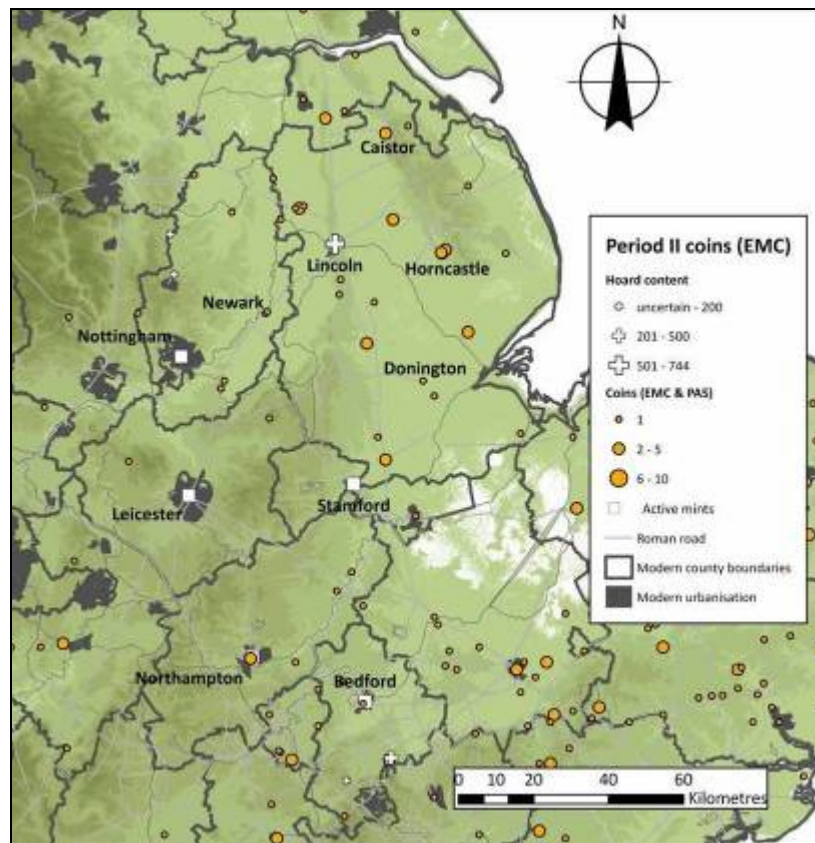 N
Caistor
Lincoln
Horncastle
Newark
Nottingham
Donington
Leicester
Stamford
Northampton
Bedford
Period II coins (EMC)
Hoard content
uncertain - 200
201 - 500
501 - 744
Coins (EMC & PAS)
1
2 - 5
6 - 10
Active mints
Roman road
Modern county boundaries
Modern urbanisation
0 10 20 40 60
Kilometres